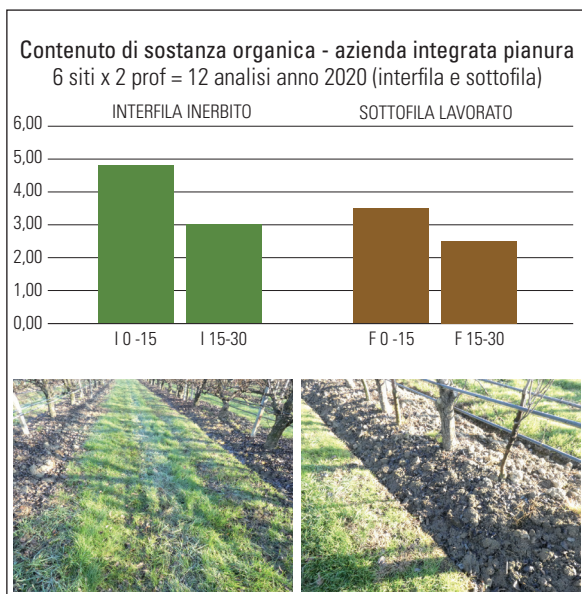 Contenuto di sostanza organica - azienda integrata pianura
6 siti x 2 prof = 12 analisi anno 2020 (interfila e sottofila)
INTERFILA INERBITO
SOTTOFILA LAVORATO
6,00
5,00
4,00
3,00
2,00
1,00
0,00
I 0 -15
I 15-30
F 0 -15
F 15-30